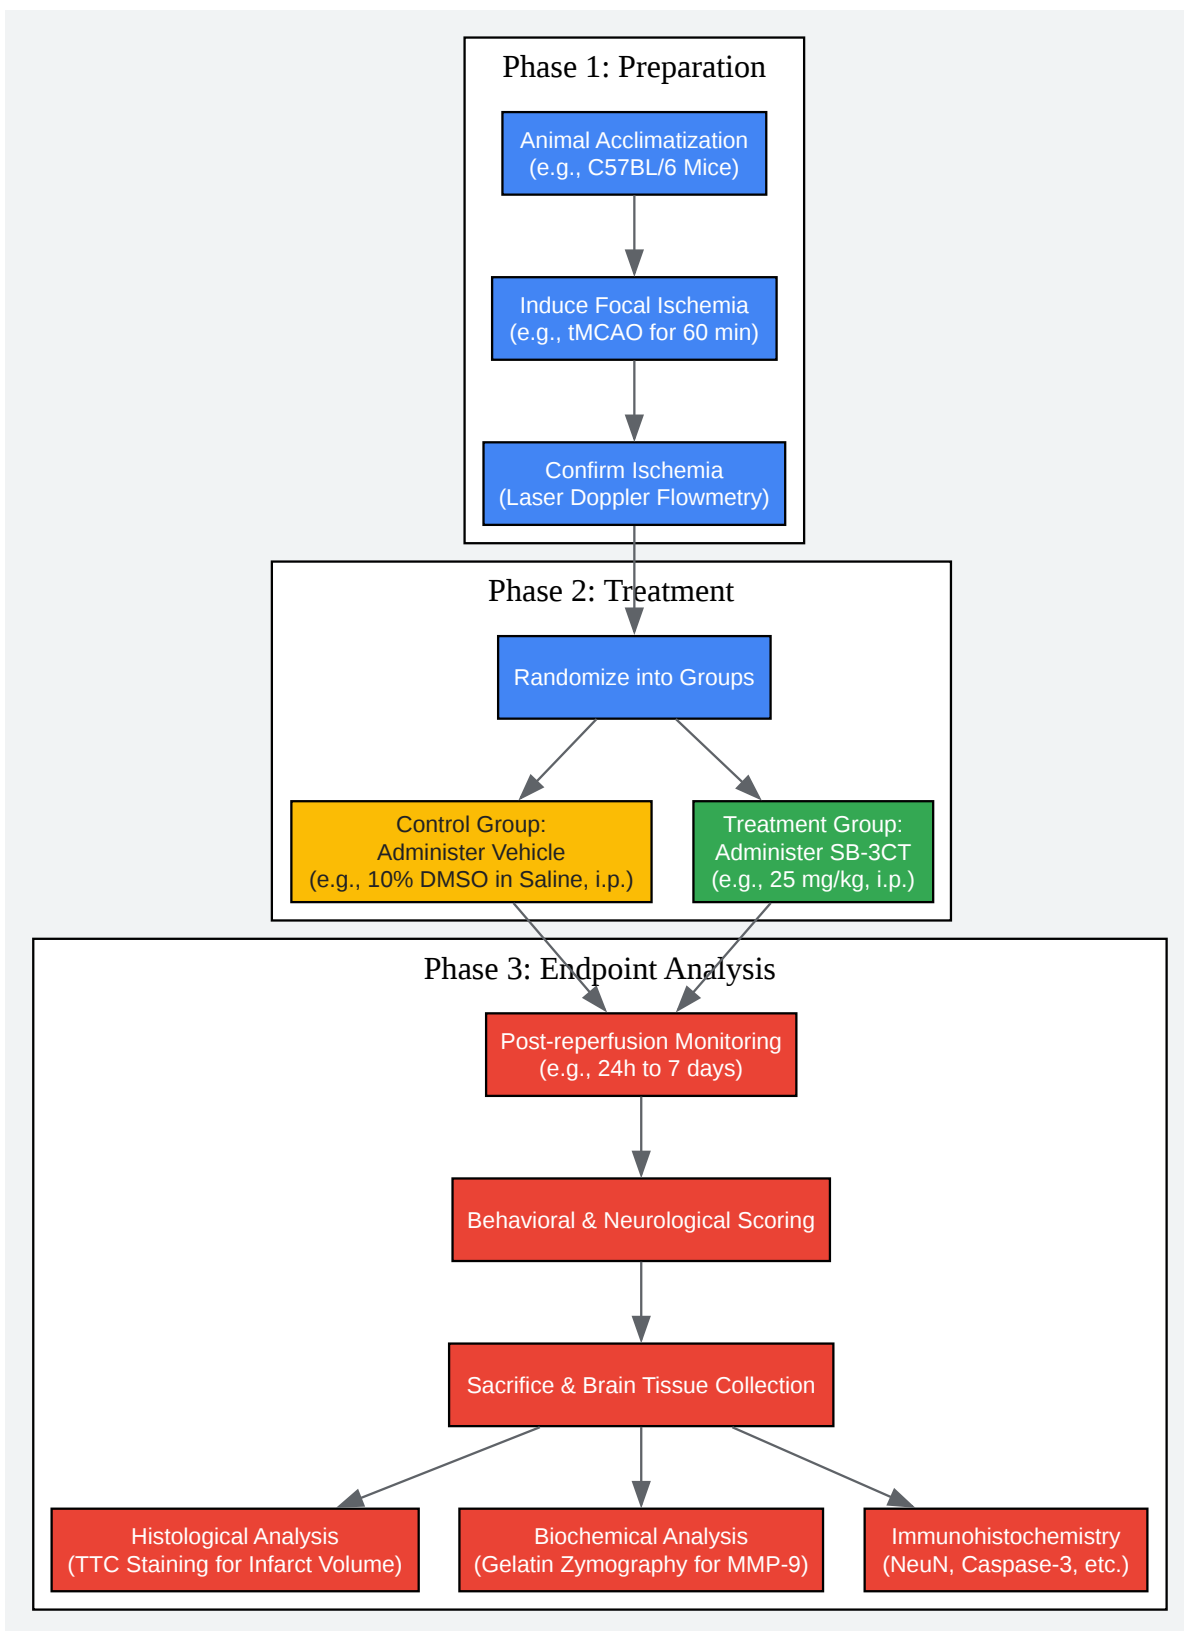 Phase 1: Preparation
Animal Acclimatization
(e.g., C57BL/6 Mice)
Induce Focal Ischemia
(e.g., tMCAO for 60 min)
Confirm Ischemia
(Laser Doppler Flowmetry)
Phase 2: Treatment
Randomize into Groups
Control Group:
Administer Vehicle
(e.g., 10% DMSO in Saline, i.p.)
Treatment Group:
Administer SB-3CT
(e.g., 25 mg/kg, i.p.)
Phase 3: Endpoint Analysis
Post-reperfusion Monitoring
(e.g., 24h to 7 days)
Behavioral & Neurological Scoring
Sacrifice & Brain Tissue Collection
Histological Analysis
(TTC Staining for Infarct Volume)
Biochemical Analysis
(Gelatin Zymography for MMP-9)
Immunohistochemistry
(NeuN, Caspase-3, etc.)